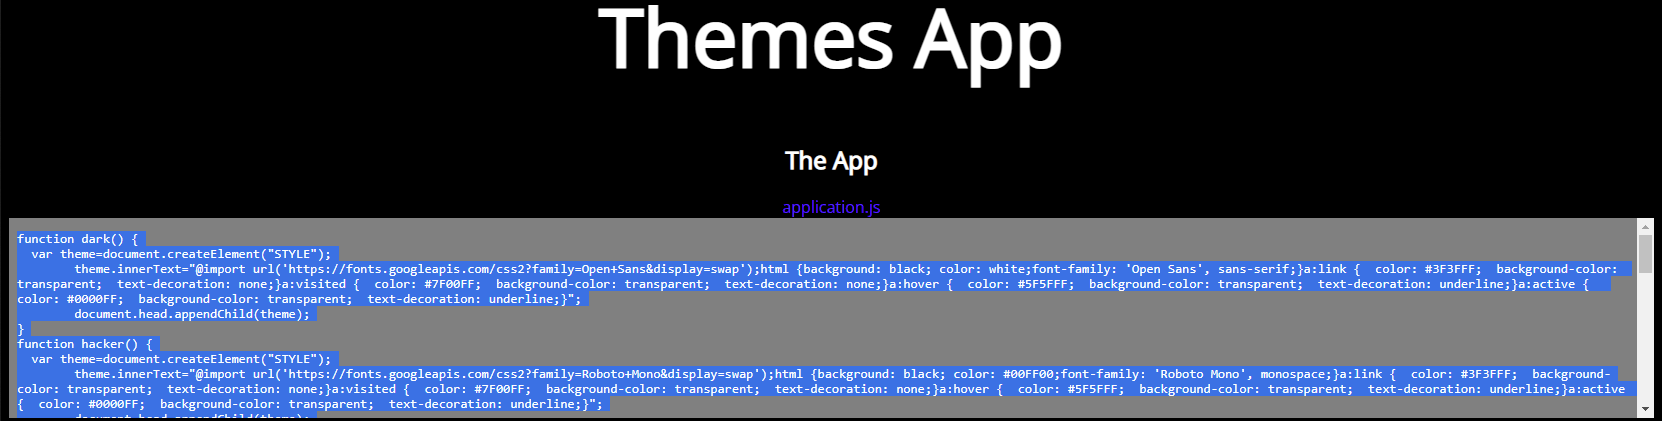 Themes App
The App
application.js
function dark() {
  var theme=document.createElement("STYLE");
        theme.innerText="@import url('https://fonts.googleapis.com/css2?family=Open+Sans&display=swap');html {background: black; color: white;font-family: 'Open Sans', sans-serif;}a:link {  color: #3F3FFF;  background-color:
transparent;  text-decoration: none;}a:visited {  color: #7F00FF;  background-color: transparent;  text-decoration: none;}a:hover {  color: #5F5FFF;  background-color: transparent;  text-decoration: underline;}a:active {
color: #0000FF;  background-color: transparent;  text-decoration: underline;}";
        document.head.appendChild(theme);
}
function hacker() {
  var theme=document.createElement("STYLE");
        theme.innerText="@import url('https://fonts.googleapis.com/css2?family=Roboto+Mono&display=swap');html {background: black; color: #00FF00;font-family: 'Roboto Mono', monospace;}a:link {  color: #3F3FFF;  background-
color: transparent;  text-decoration: none;}a:visited {  color: #7F00FF;  background-color: transparent;  text-decoration: none;}a:hover {  color: #5F5FFF;  background-color: transparent;  text-decoration: underline;}a:active
{  color: #0000FF;  background-color: transparent;  text-decoration: underline;}";
        document.head.appendChild(theme);